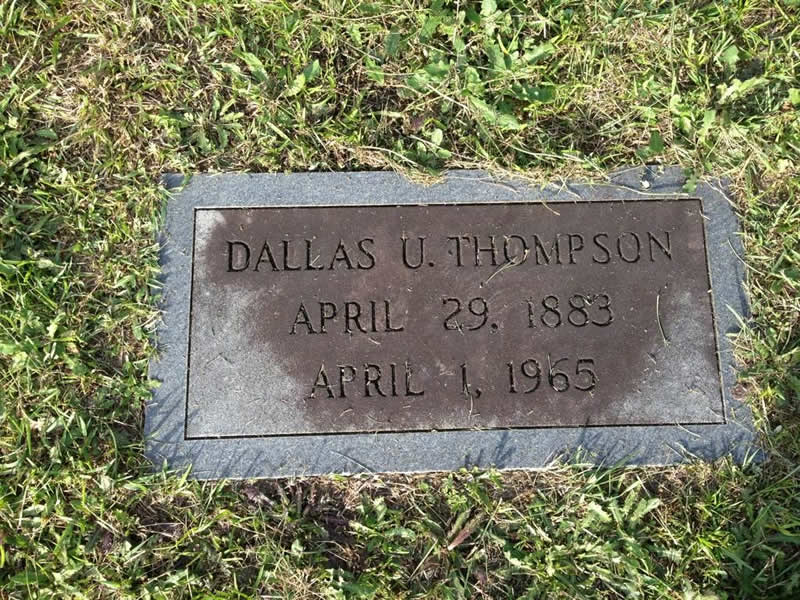 DALLAS U. THOMPSON
APRIL 29, 1883
APRIL 1, 1965